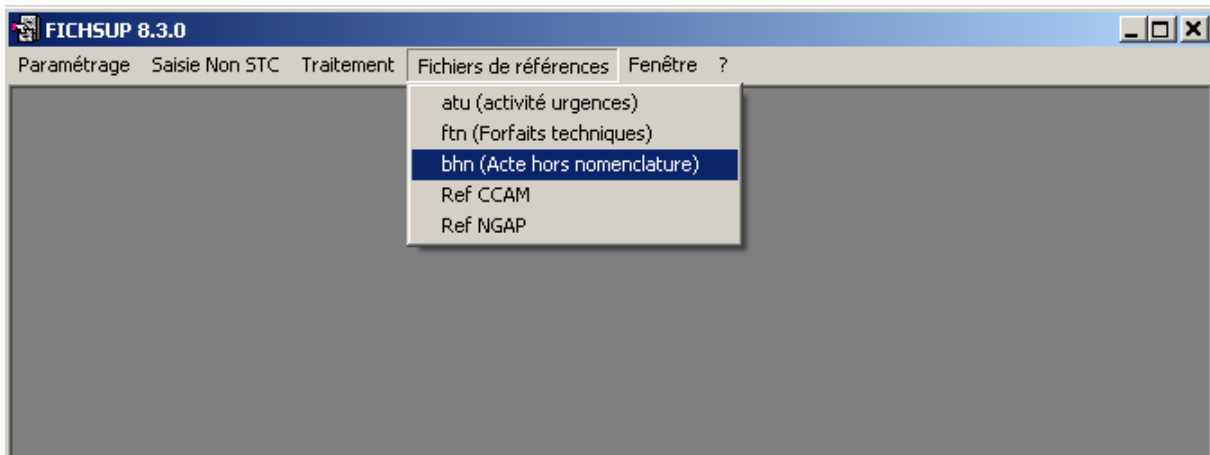 FICHSUP 8.3.0
Paramétrage Saisie Non STC Traitement Fichiers de références Fenêtre ?
atu (activité urgences)
ftn (Forfaits techniques)
bhn (Acte hors nomenclature)
Ref CCAM
Ref NGAP